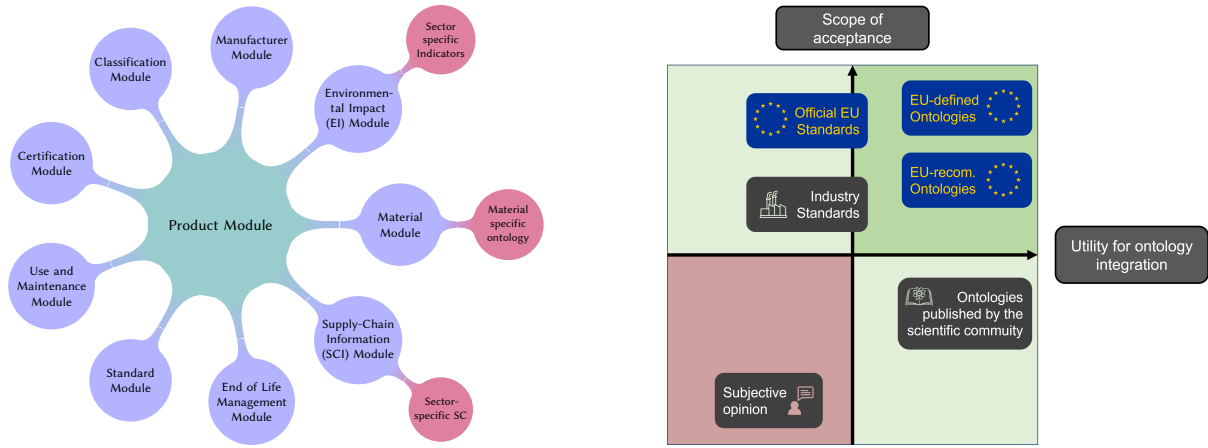 Manufacturer
Module
Sector
specific
Indicators
Classification
Module
Environmen-
tal Impact
(EI) Module
Certification
Module
Product Module
Material
Module
Material
specific
ontology
Use and
Maintenance
Module
Supply-Chain
Information
(SCI) Module
Standard
Module
End of Life
Management
Module
Sector-
specific SC
Scope of
acceptance
Official EU
Standards
EU-defined
Ontologies
EU-recom.
Ontologies
Industry
Standards
Utility for ontology
integration
Ontologies
published by the
scientific commuity
Subjective
opinion